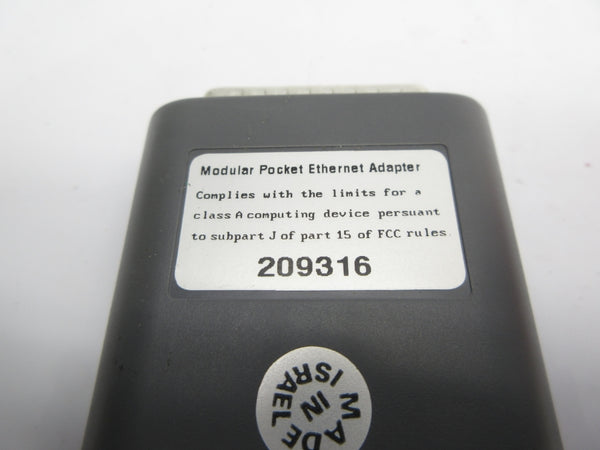 Modular Pocket Ethernet Adapter
Complies with the limits for a
class A computing device persuant
to subpart J of part 15 of FCC rules.
209316
MADE
IN
ISRAEL